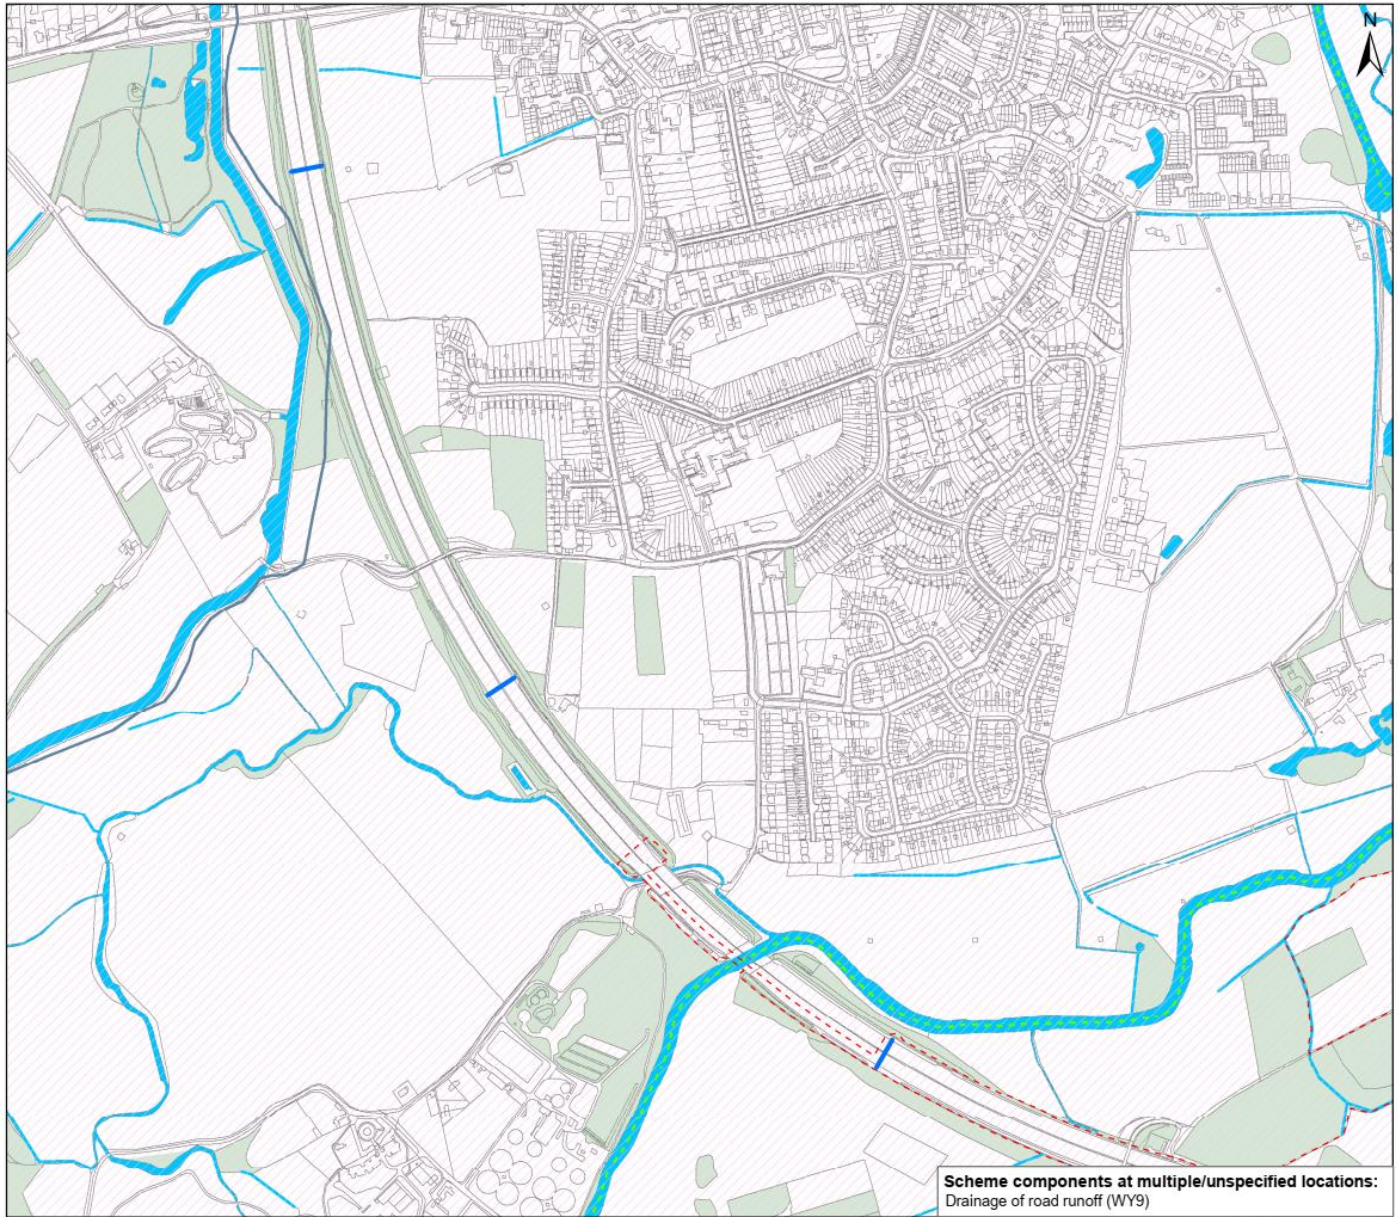 N
Scheme components at multiple/unspecified locations:
Drainage of road runoff (WY9)